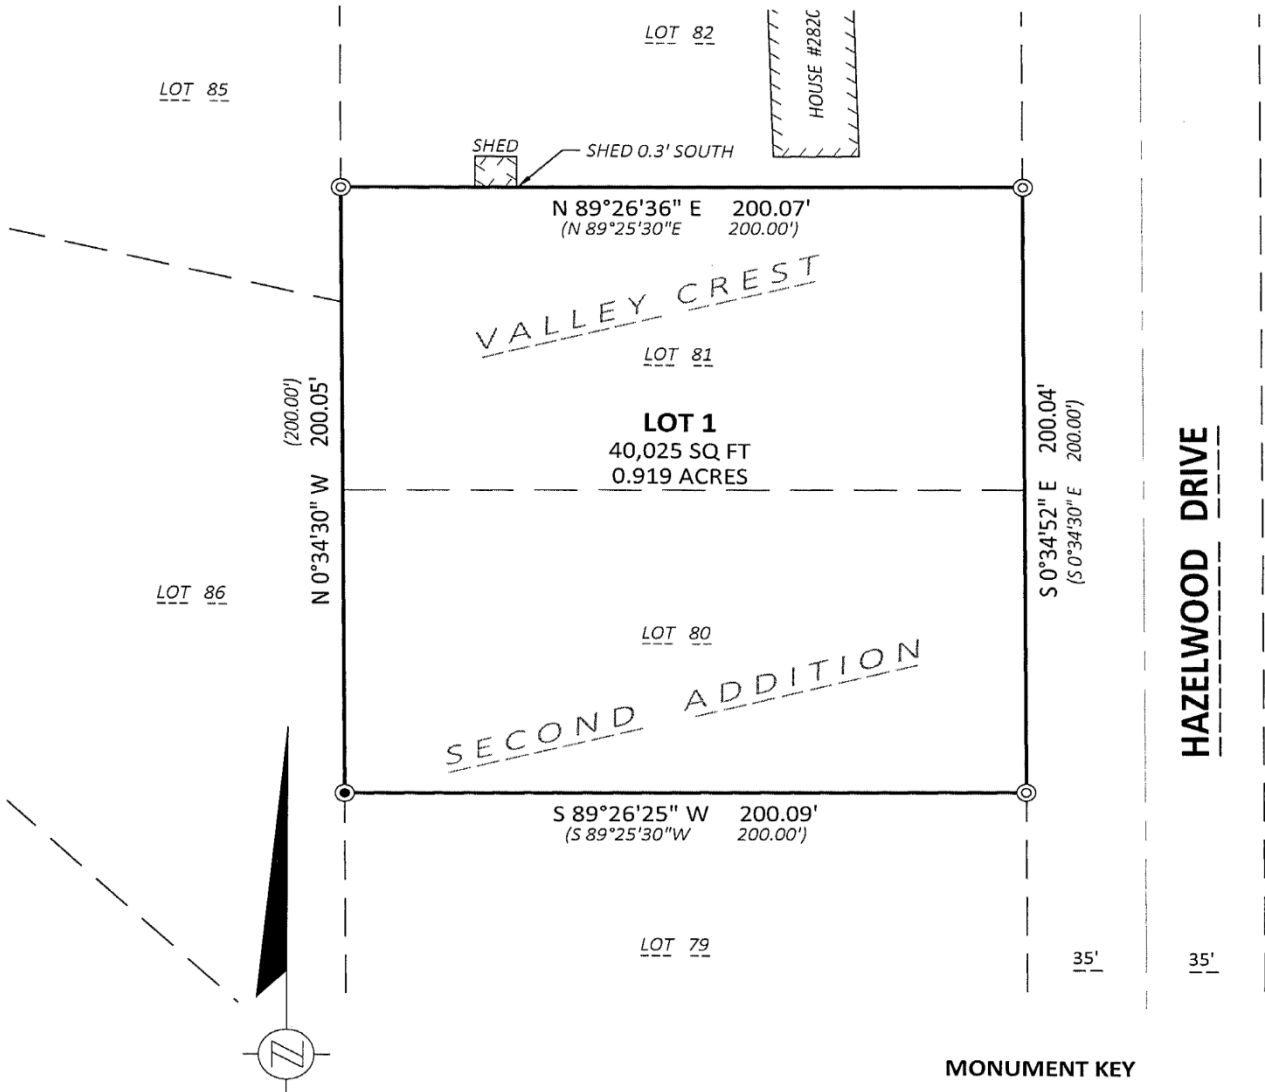 LOT 82
HOUSE #282
LOT 85
SHED
SHED 0.3' SOUTH
N 89°26'36" E 200.07'
(N 89°25'30"E 200.00')
VALLEY CREST
LOT 81
LOT 1
40,025 SQ FT
0.919 ACRES
N 0°34'30" W 200.05'
(200.00')
S 0°34'52" E 200.04'
(S 0°34'30" E 200.00')
HAZELWOOD DRIVE
LOT 86
LOT 80
SECOND ADDITION
S 89°26'25" W 200.09'
(S 89°25'30"W 200.00')
LOT 79
35'
35'
N
MONUMENT KEY